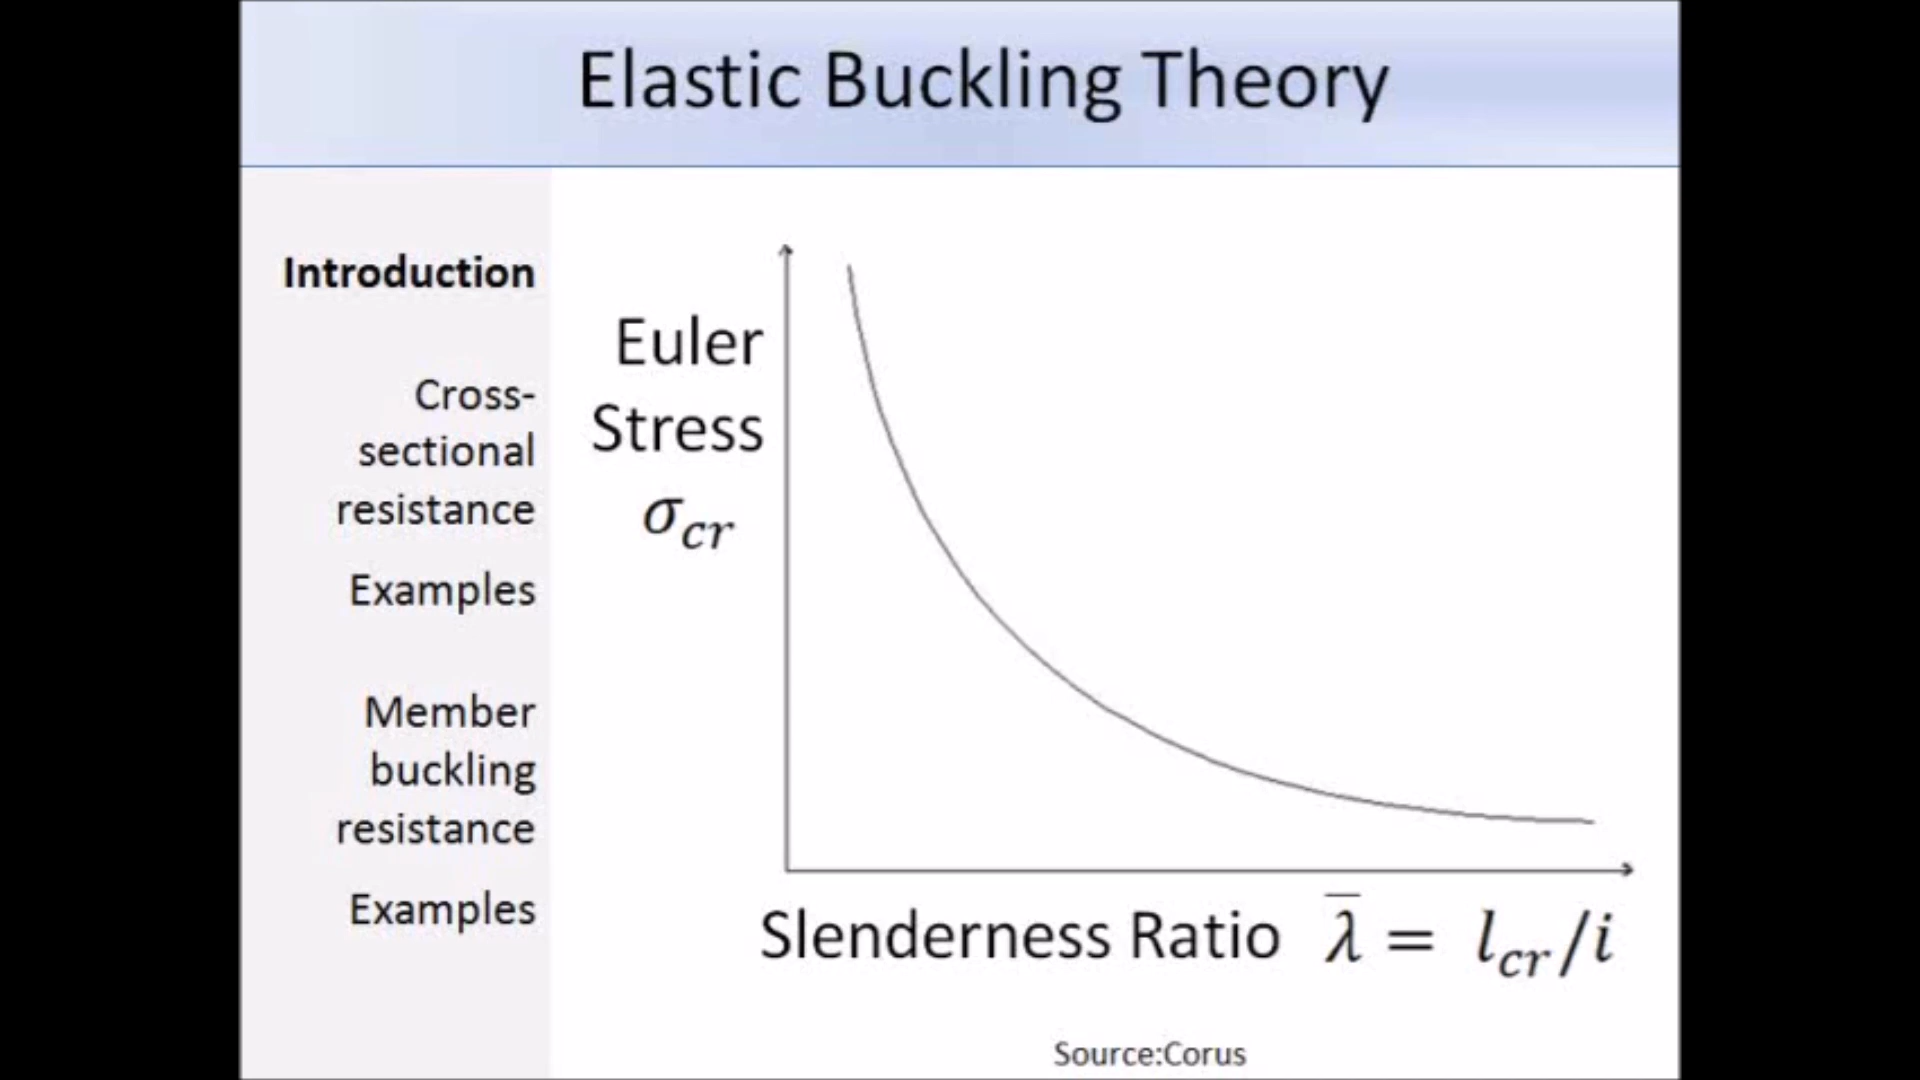 Elastic Buckling Theory
Introduction
Cross-
sectional
resistance
Examples
Member
buckling
resistance
Examples
Euler
Stress
σ_cr
Slenderness Ratio λ̅ = l_cr/i
Source:Corus